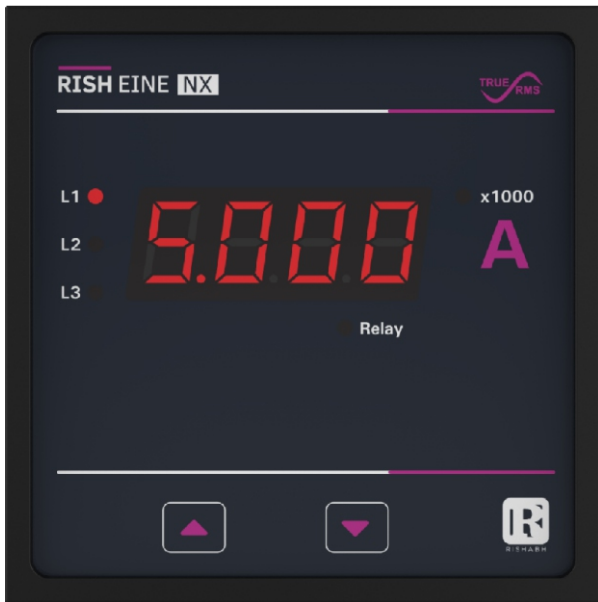 RISH EINE NX
TRUE RMS
L1
5.000
x1000
L2
A
L3
Relay
R
RISHABH